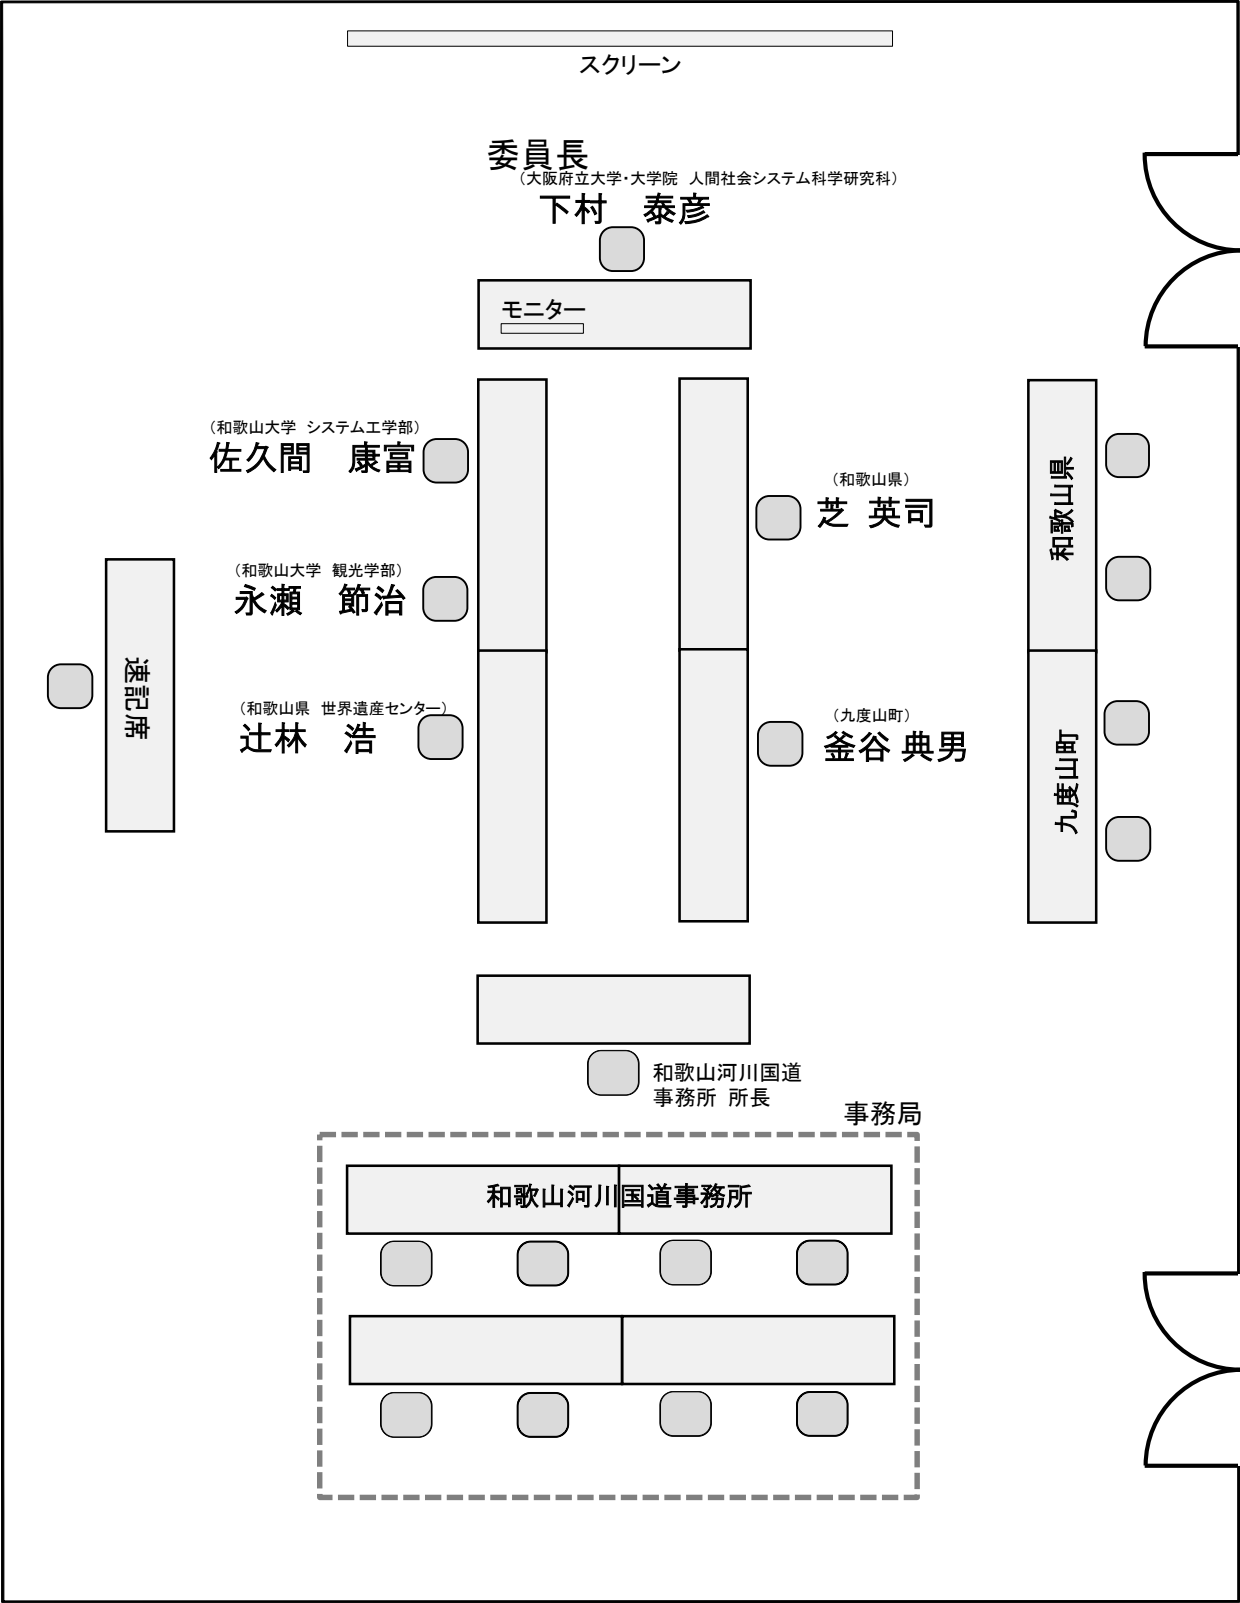 スクリーン
委員長
（大阪府立大学・大学院　人間社会システム科学研究科）
下村　泰彦
モニター
（和歌山大学　システム工学部）
佐久間　康富
（和歌山県）
芝 英司
和歌山県
（和歌山大学　観光学部）
永瀬　節治
速記席
（和歌山県　世界遺産センター）
辻林　浩
（九度山町）
釜谷 典男
九度山町
和歌山河川国道
事務所 所長
事務局
和歌山河川国道事務所